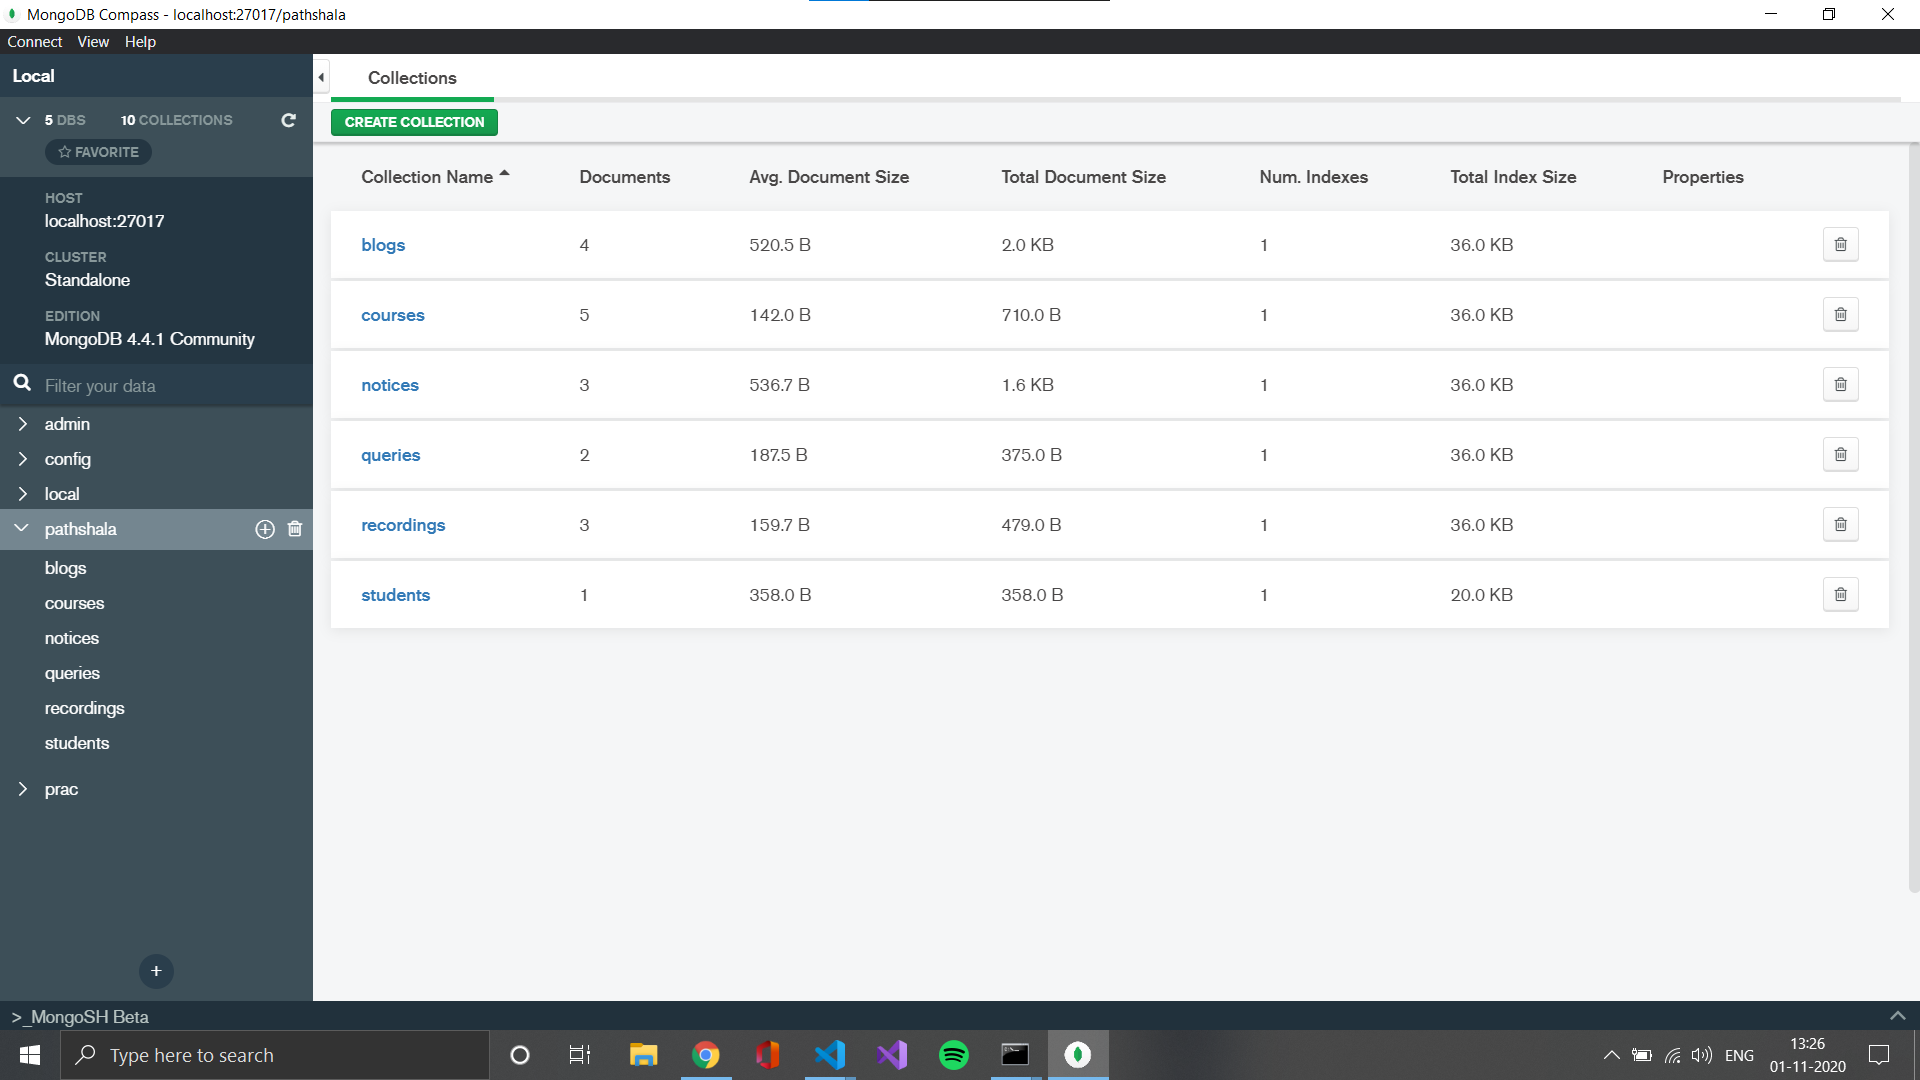 MongoDB Compass - localhost:27017/pathshala
Connect View Help
Local
5 DBS 10 COLLECTIONS
FAVORITE
HOST
localhost:27017
CLUSTER
Standalone
EDITION
MongoDB 4.4.1 Community
Filter your data
admin
config
local
pathshala
blogs
courses
notices
queries
recordings
students
prac
+
Collections
CREATE COLLECTION
Collection Name Documents Avg. Document Size Total Document Size Num. Indexes Total Index Size Properties
blogs 4 520.5 B 2.0 KB 1 36.0 KB
courses 5 142.0 B 710.0 B 1 36.0 KB
notices 3 536.7 B 1.6 KB 1 36.0 KB
queries 2 187.5 B 375.0 B 1 36.0 KB
recordings 3 159.7 B 479.0 B 1 36.0 KB
students 1 358.0 B 358.0 B 1 20.0 KB
>_MongoSH Beta
Type here to search
ENG
13:26
01-11-2020